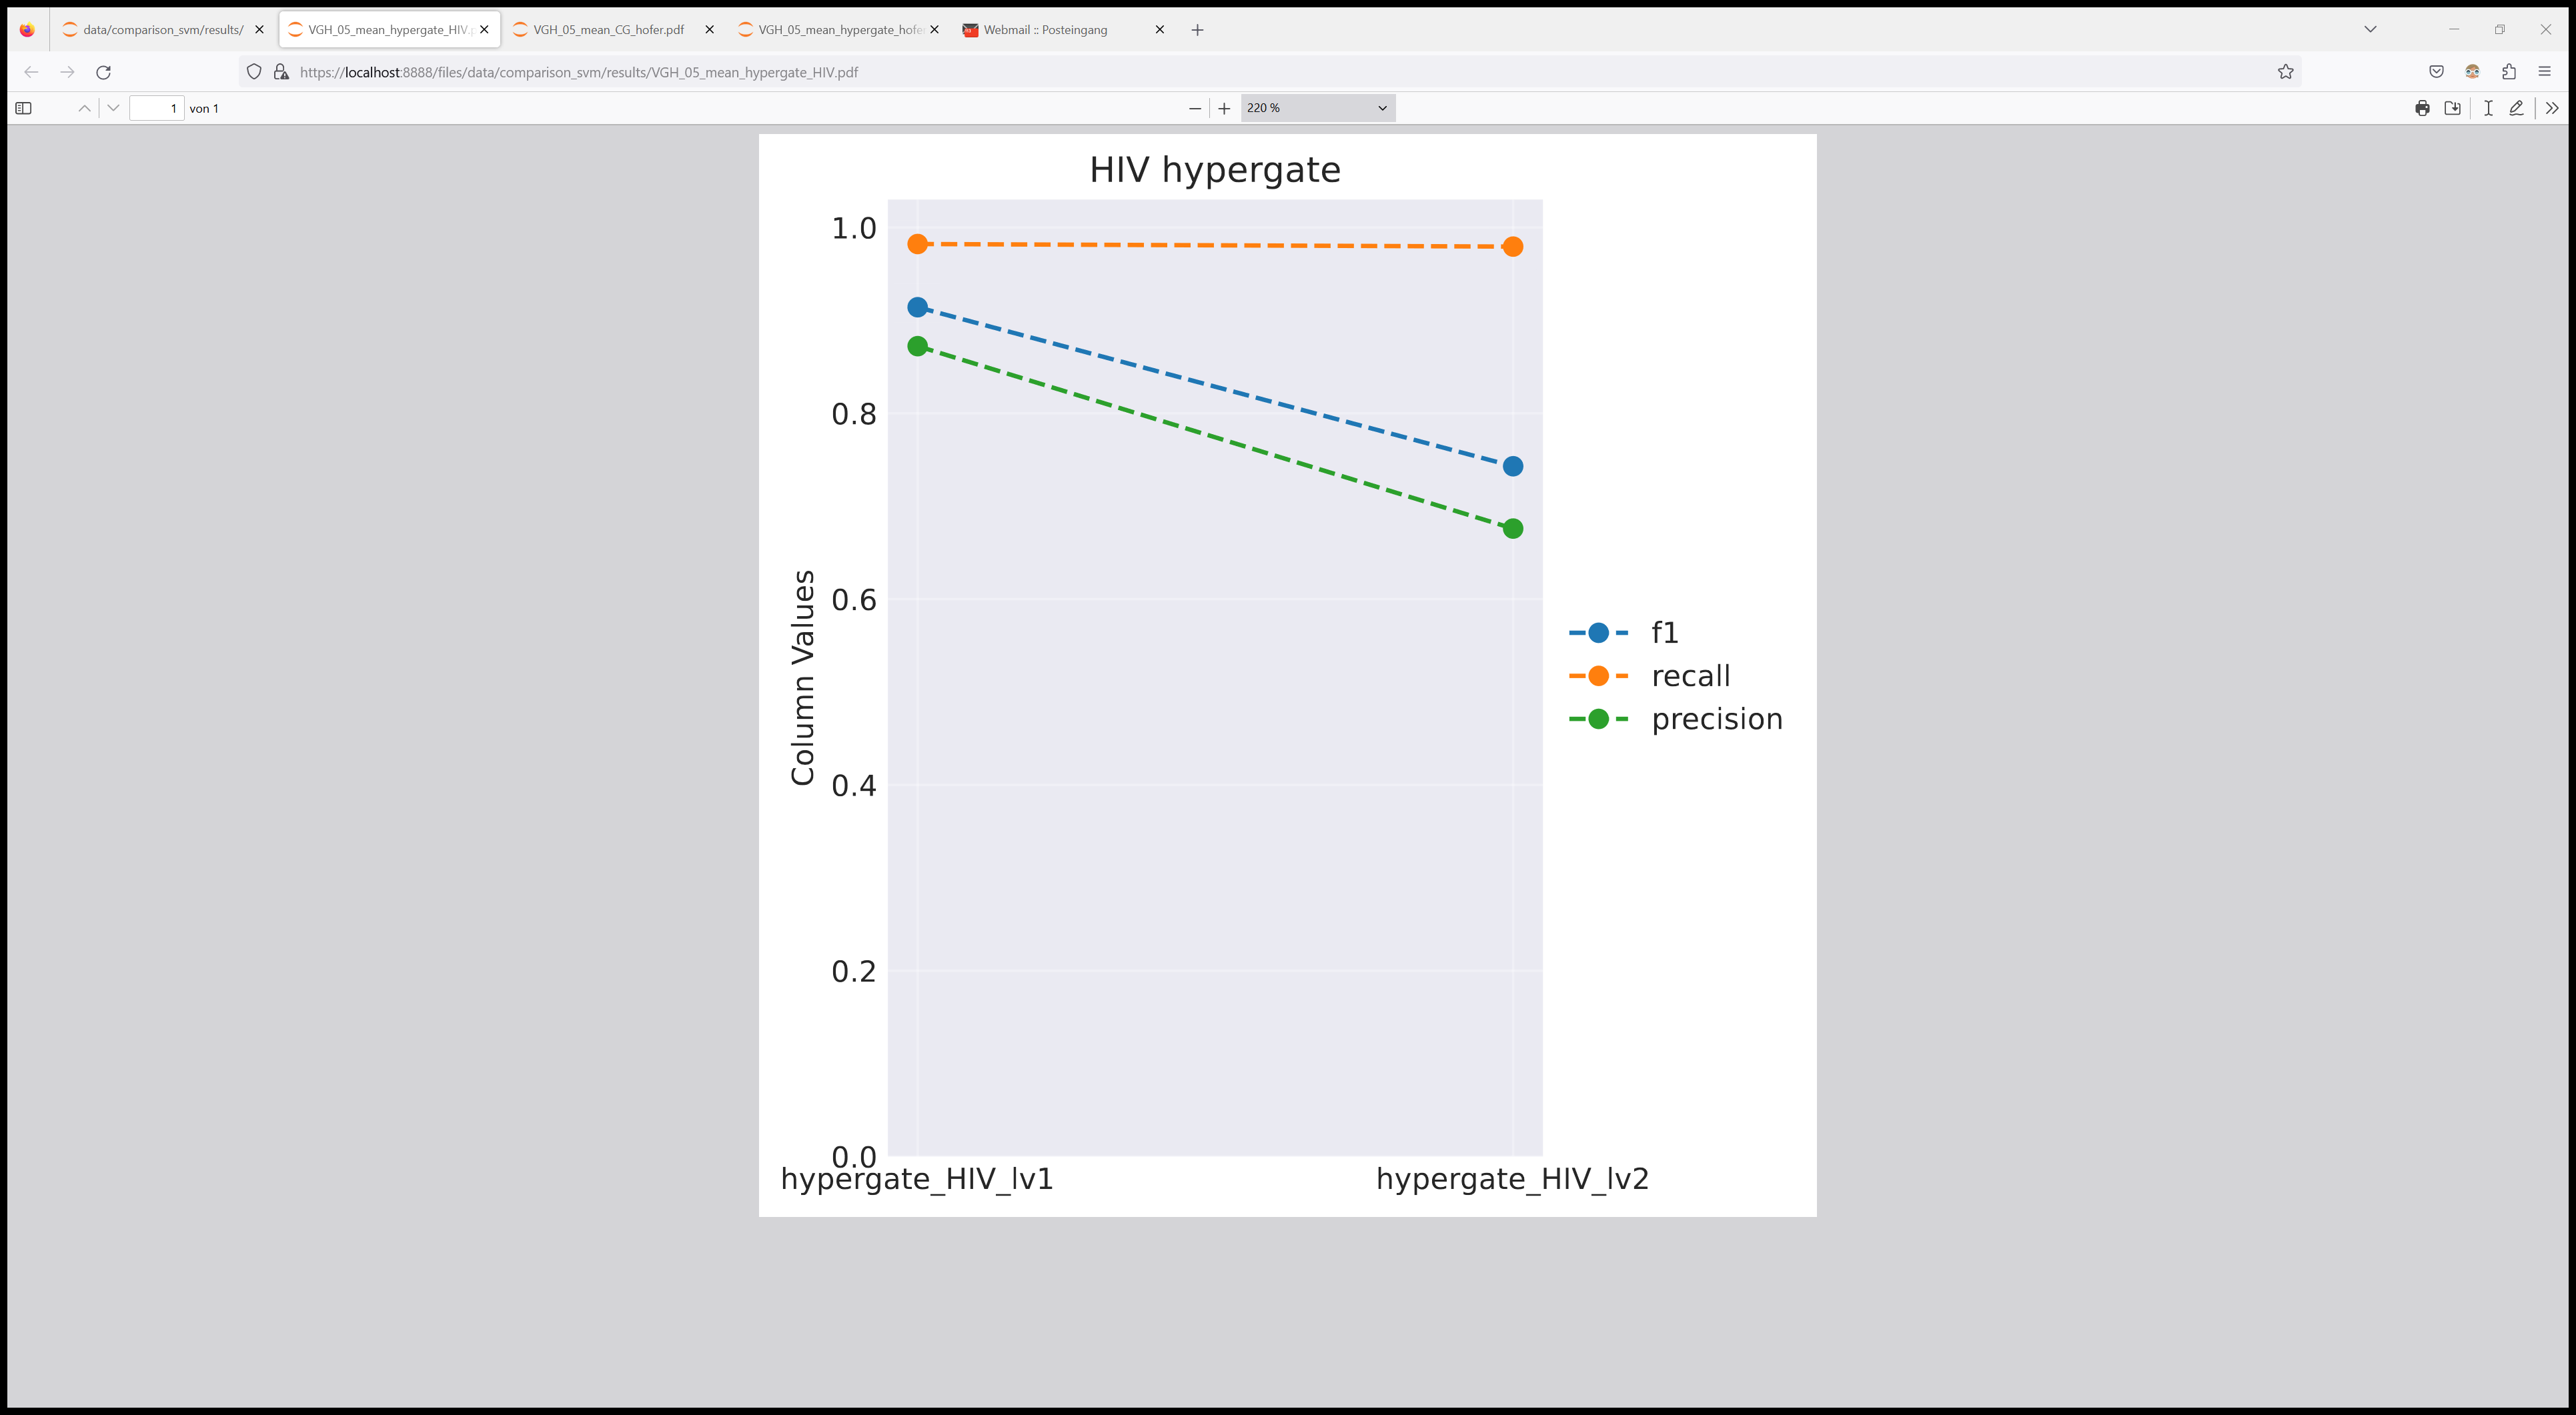 data/comparison_svm/results/
VGH_05_mean_hypergate_HIV.
VGH_05_mean_CG_hofer.pdf
VGH_05_mean_hypergate_hofe
Webmail :: Posteingang
https://localhost:8888/files/data/comparison_svm/results/VGH_05_mean_hypergate_HIV.pdf
1 von 1
220 %
HIV hypergate
1.0
0.8
0.6
0.4
0.2
0.0
Column Values
f1
recall
precision
hypergate_HIV_lv1
hypergate_HIV_lv2